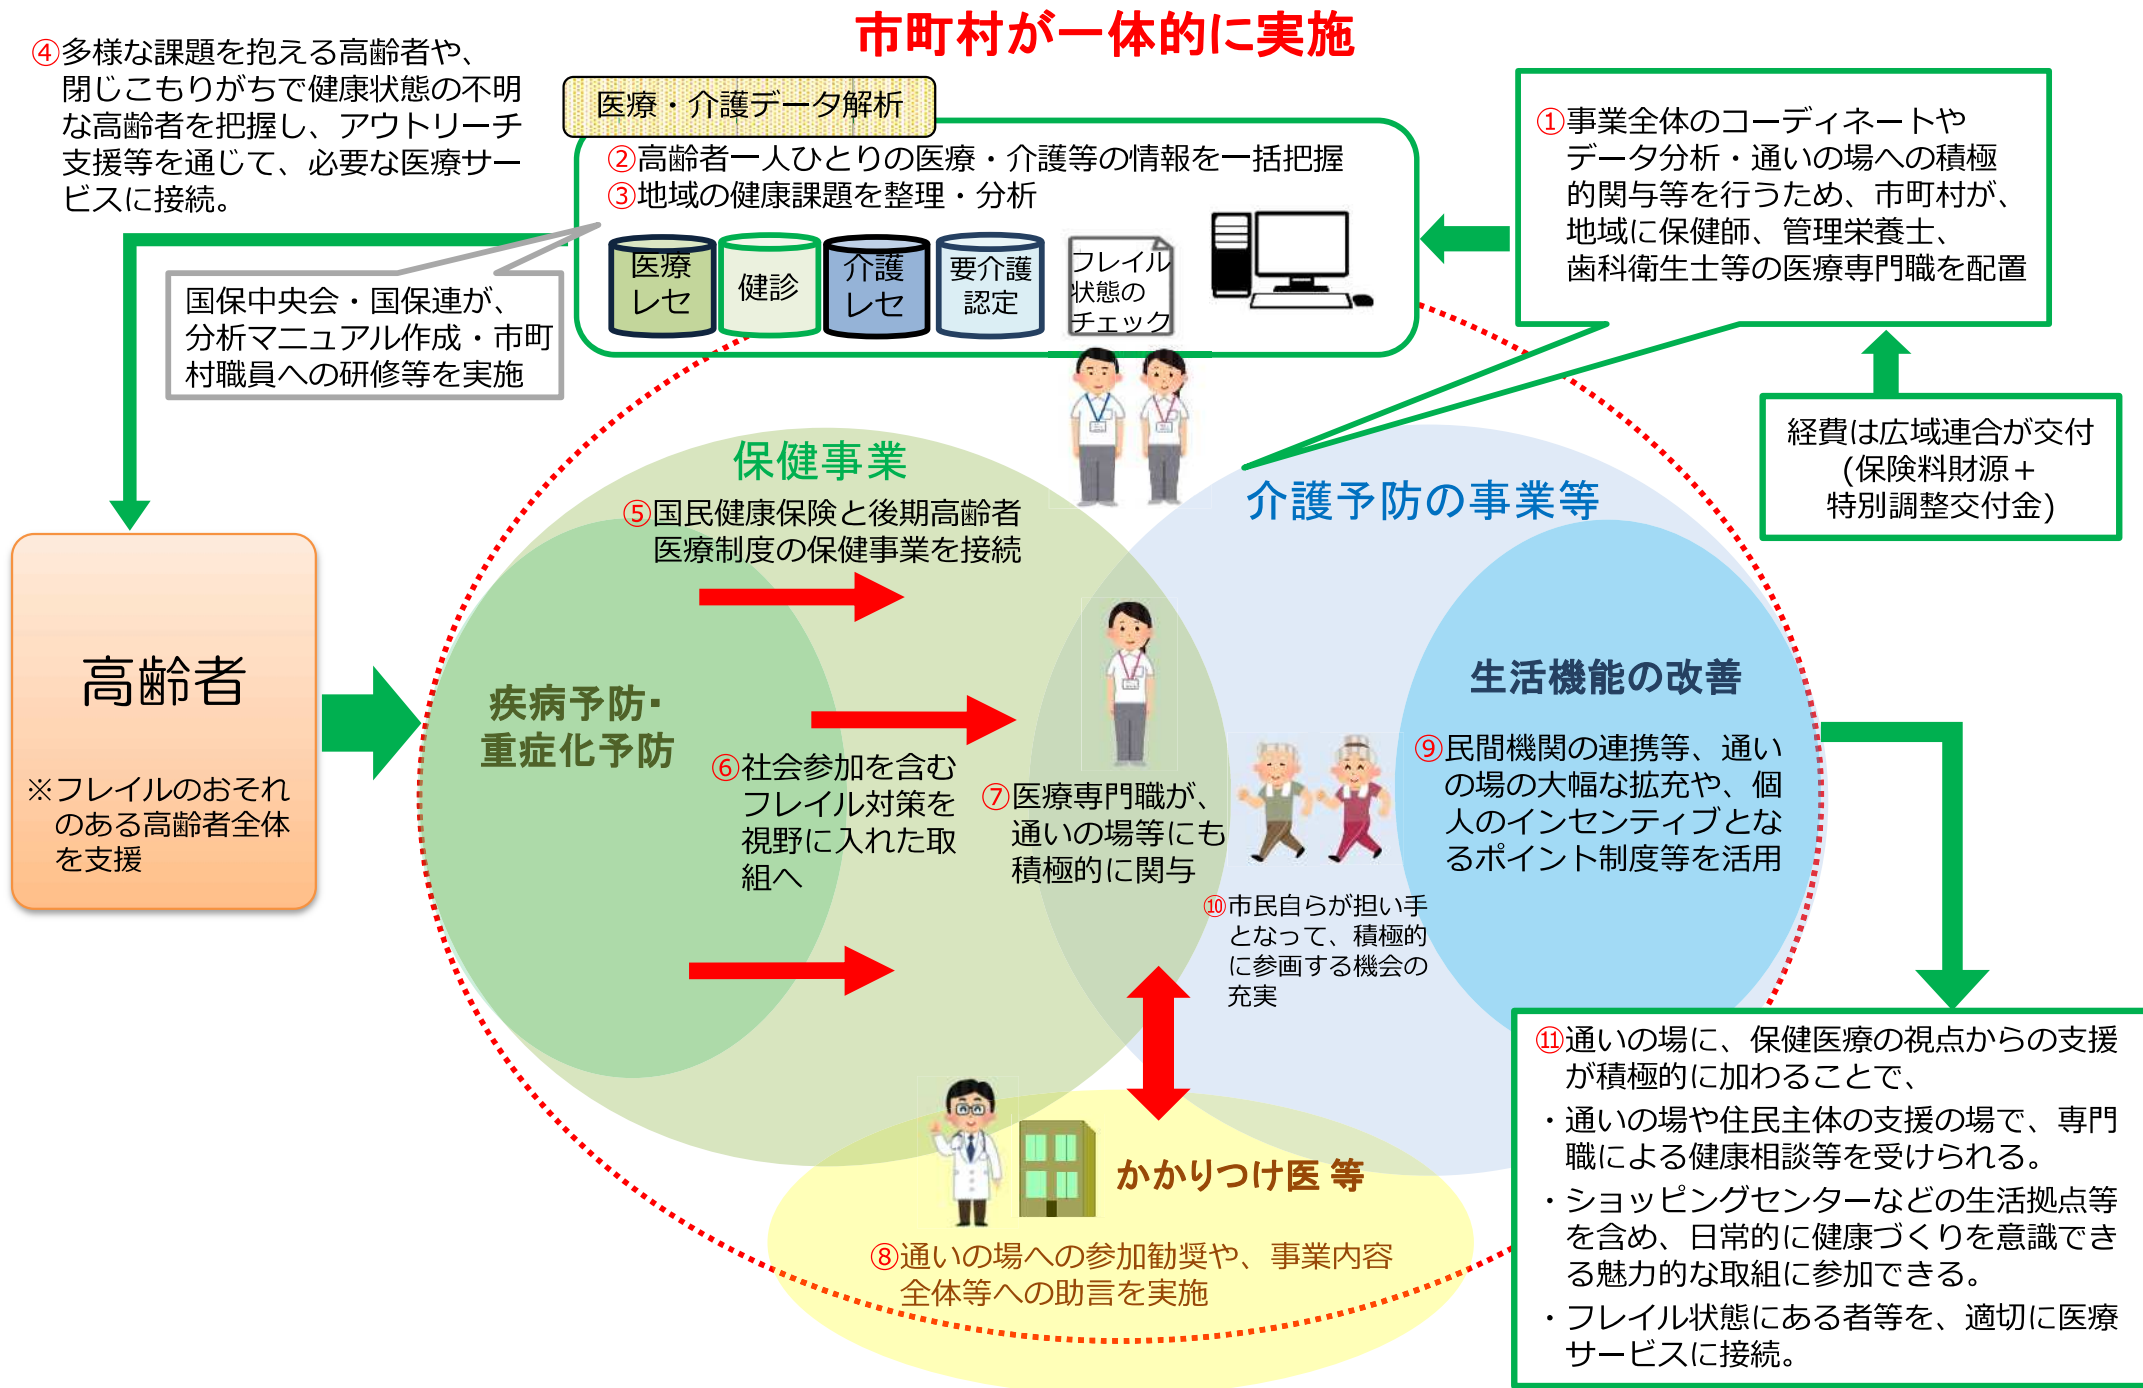 市町村が一体的に実施
④多様な課題を抱える高齢者や、
閉じこもりがちで健康状態の不明
な高齢者を把握し、アウトリーチ
支援等を通じて、必要な医療サー
ビスに接続。
医療・介護データ解析
②高齢者一人ひとりの医療・介護等の情報を一括把握
③地域の健康課題を整理・分析
医療
レセ
健診
介護
レセ
要介護
認定
フレイル
状態の
チェック
①事業全体のコーディネートや
データ分析・通いの場への積極
的関与等を行うため、市町村が、
地域に保健師、管理栄養士、
歯科衛生士等の医療専門職を配置
国保中央会・国保連が、
分析マニュアル作成・市町
村職員への研修等を実施
経費は広域連合が交付
(保険料財源＋
特別調整交付金)
保健事業
⑤国民健康保険と後期高齢者
医療制度の保健事業を接続
介護予防の事業等
高齢者
※フレイルのおそれ
のある高齢者全体
を支援
疾病予防・
重症化予防
⑥社会参加を含む
フレイル対策を
視野に入れた取
組へ
⑦医療専門職が、
通いの場等にも
積極的に関与
生活機能の改善
⑨民間機関の連携等、通い
の場の大幅な拡充や、個
人のインセンティブとな
るポイント制度等を活用
⑩市民自らが担い手
となって、積極的
に参画する機会の
充実
かかりつけ医 等
⑧通いの場への参加勧奨や、事業内容
全体等への助言を実施
⑪通いの場に、保健医療の視点からの支援
が積極的に加わることで、
・通いの場や住民主体の支援の場で、専門
職による健康相談等を受けられる。
・ショッピングセンターなどの生活拠点等
を含め、日常的に健康づくりを意識でき
る魅力的な取組に参加できる。
・フレイル状態にある者等を、適切に医療
サービスに接続。